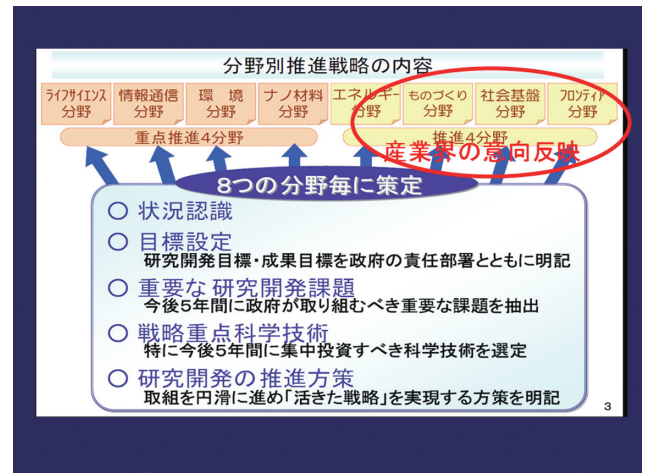 分野別推進戦略の内容
ライフサイエンス 情報通信 環 境 ナノ材料 エネルギー ものづくり 社会基盤 フロンティア
分野 分野 分野 分野 分野 分野 分野 分野
重点推進4分野 推進4分野
産業界の意向反映
8つの分野毎に策定
○ 状況認識
○ 目標設定
研究開発目標・成果目標を政府の責任部署とともに明記
○ 重要な研究開発課題
今後5年間に政府が取り組むべき重要な課題を抽出
○ 戦略重点科学技術
特に今後5年間に集中投資すべき科学技術を選定
○ 研究開発の推進方策
取組を円滑に進め「活きた戦略」を実現する方策を明記
3